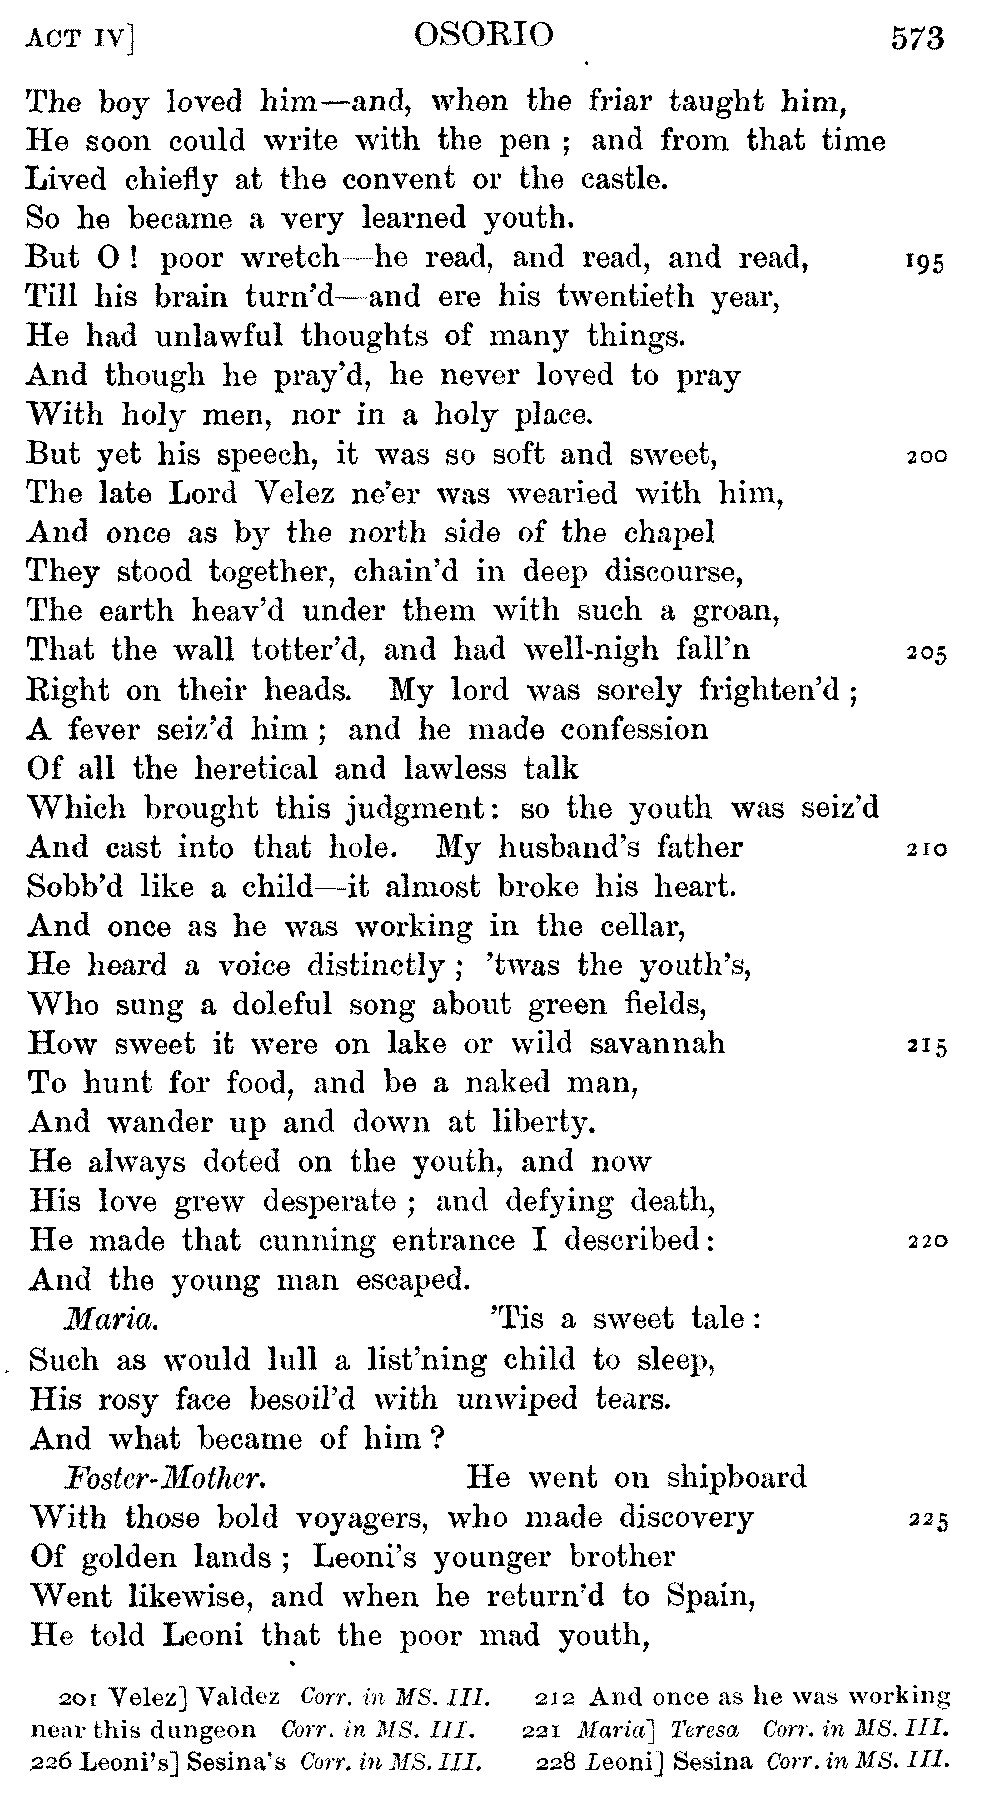 ACT IV] OSORIO 573
The boy loved him—and, when the friar taught him,
He soon could write with the pen ; and from that time
Lived chiefly at the convent or the castle.
So he became a very learned youth.
But O ! poor wretch—he read, and read, and read, 195
Till his brain turn'd—and ere his twentieth year,
He had unlawful thoughts of many things.
And though he pray'd, he never loved to pray
With holy men, nor in a holy place.
But yet his speech, it was so soft and sweet, 200
The late Lord Velez ne'er was wearied with him,
And once as by the north side of the chapel
They stood together, chain'd in deep discourse,
The earth heav'd under them with such a groan,
That the wall totter'd, and had well-nigh fall'n 205
Right on their heads. My lord was sorely frighten'd ;
A fever seiz'd him ; and he made confession
Of all the heretical and lawless talk
Which brought this judgment: so the youth was seiz'd
And cast into that hole. My husband's father 210
Sobb'd like a child—it almost broke his heart.
And once as he was working in the cellar,
He heard a voice distinctly ; 'twas the youth's,
Who sung a doleful song about green fields,
How sweet it were on lake or wild savannah 215
To hunt for food, and be a naked man,
And wander up and down at liberty.
He always doted on the youth, and now
His love grew desperate ; and defying death,
He made that cunning entrance I described: 220
And the young man escaped.
Maria. 'Tis a sweet tale :
Such as would lull a list'ning child to sleep,
His rosy face besoil'd with unwiped tears.
And what became of him ?
Foster-Mother. He went on shipboard
With those bold voyagers, who made discovery 225
Of golden lands ; Leoni's younger brother
Went likewise, and when he return'd to Spain,
He told Leoni that the poor mad youth,
201 Velez] Valdez Corr. in MS. III. 212 And once as he was working
near this dungeon Corr. in MS. III. 221 Maria] Teresa Corr. in MS. III.
226 Leoni's] Sesina's Corr. in MS. III. 228 Leoni] Sesina Corr. in MS. III.